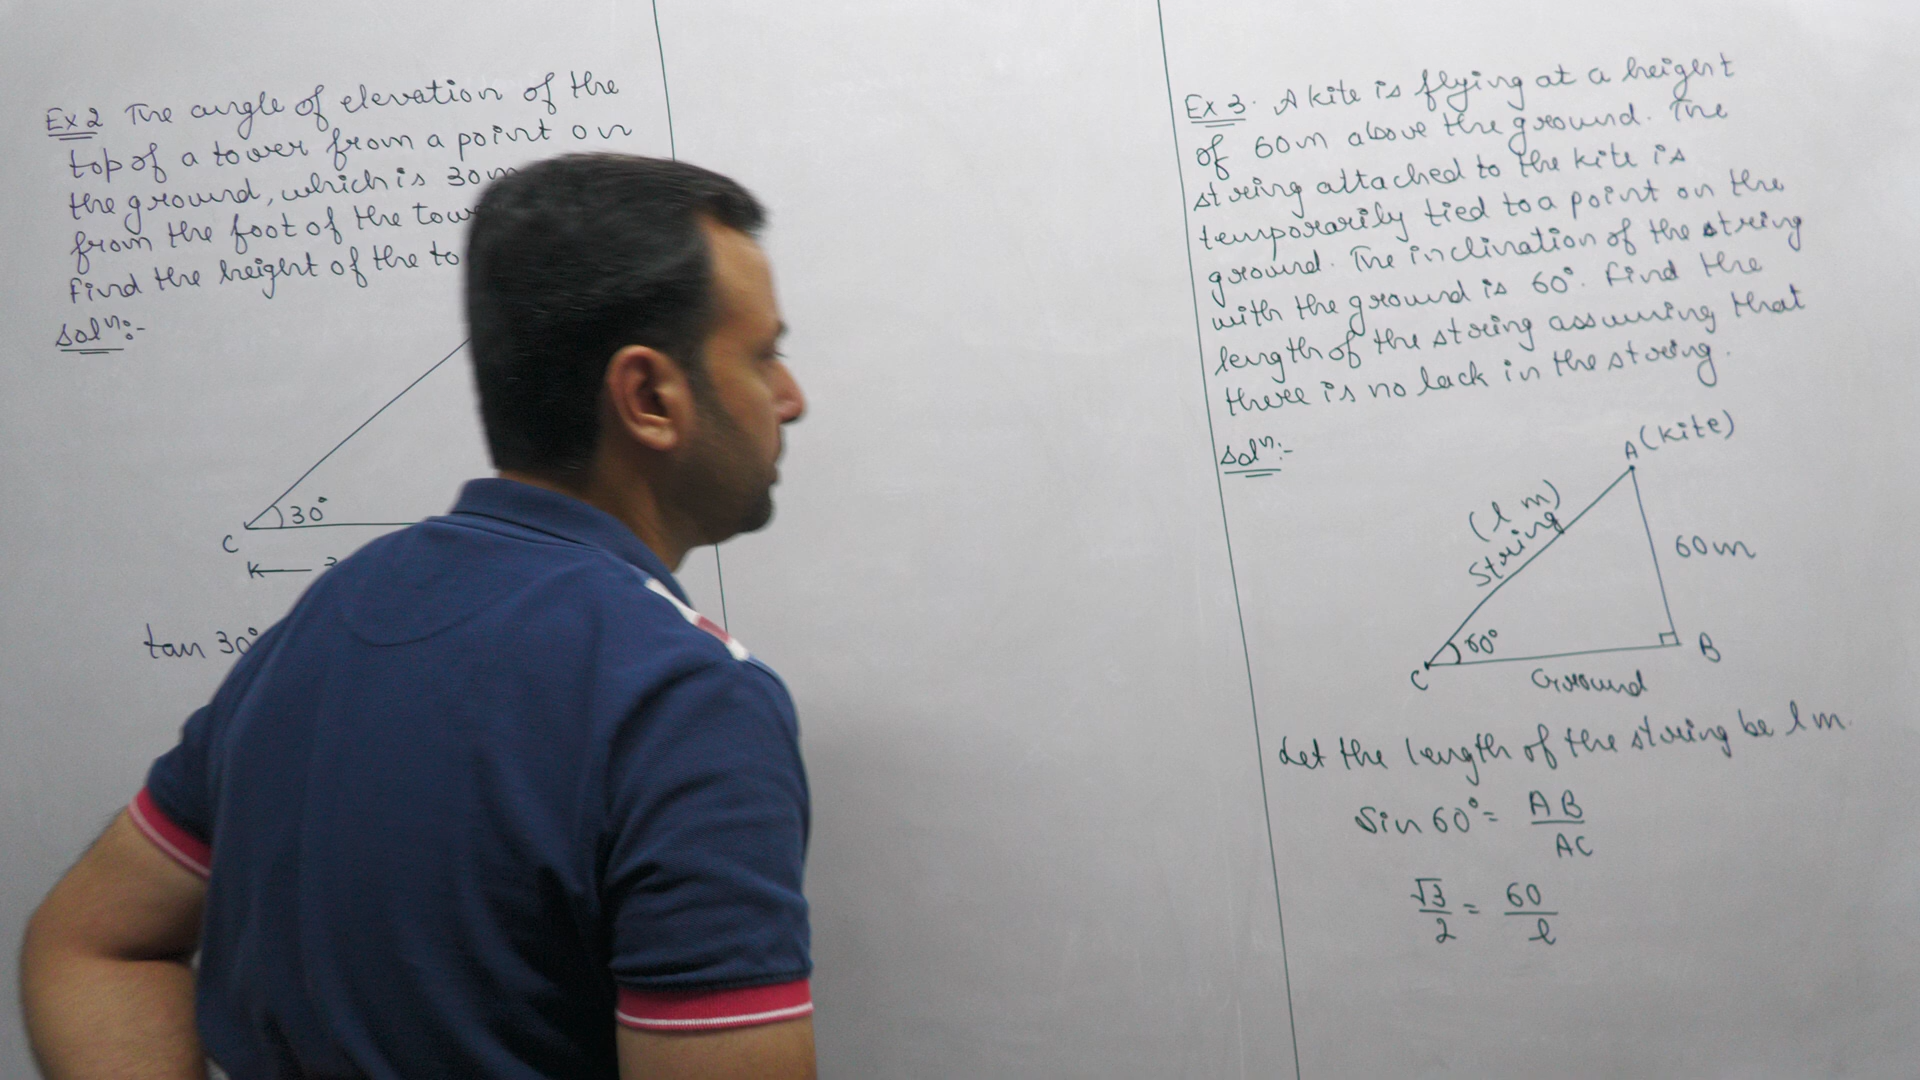 Ex 2 The angle of elevation of the
top of a tower from a point on
the ground, which is 30m
from the foot of the
find the height of the
Solⁿ:-
30°
C
tan 30°
Ex 3. A kite is flying at a height
of 60m above the ground. The
string attached to the kite is
temporarily tied to a point on the
ground. The inclination of the string
with the ground is 60°. Find the
length of the string assuming that
there is no lack in the string.
Solⁿ:-
A (Kite)
(l m)
String
60m
60°
C
B
Ground
Let the length of the string be l m.
Sin 60° = AB/AC
√3/2 = 60/l